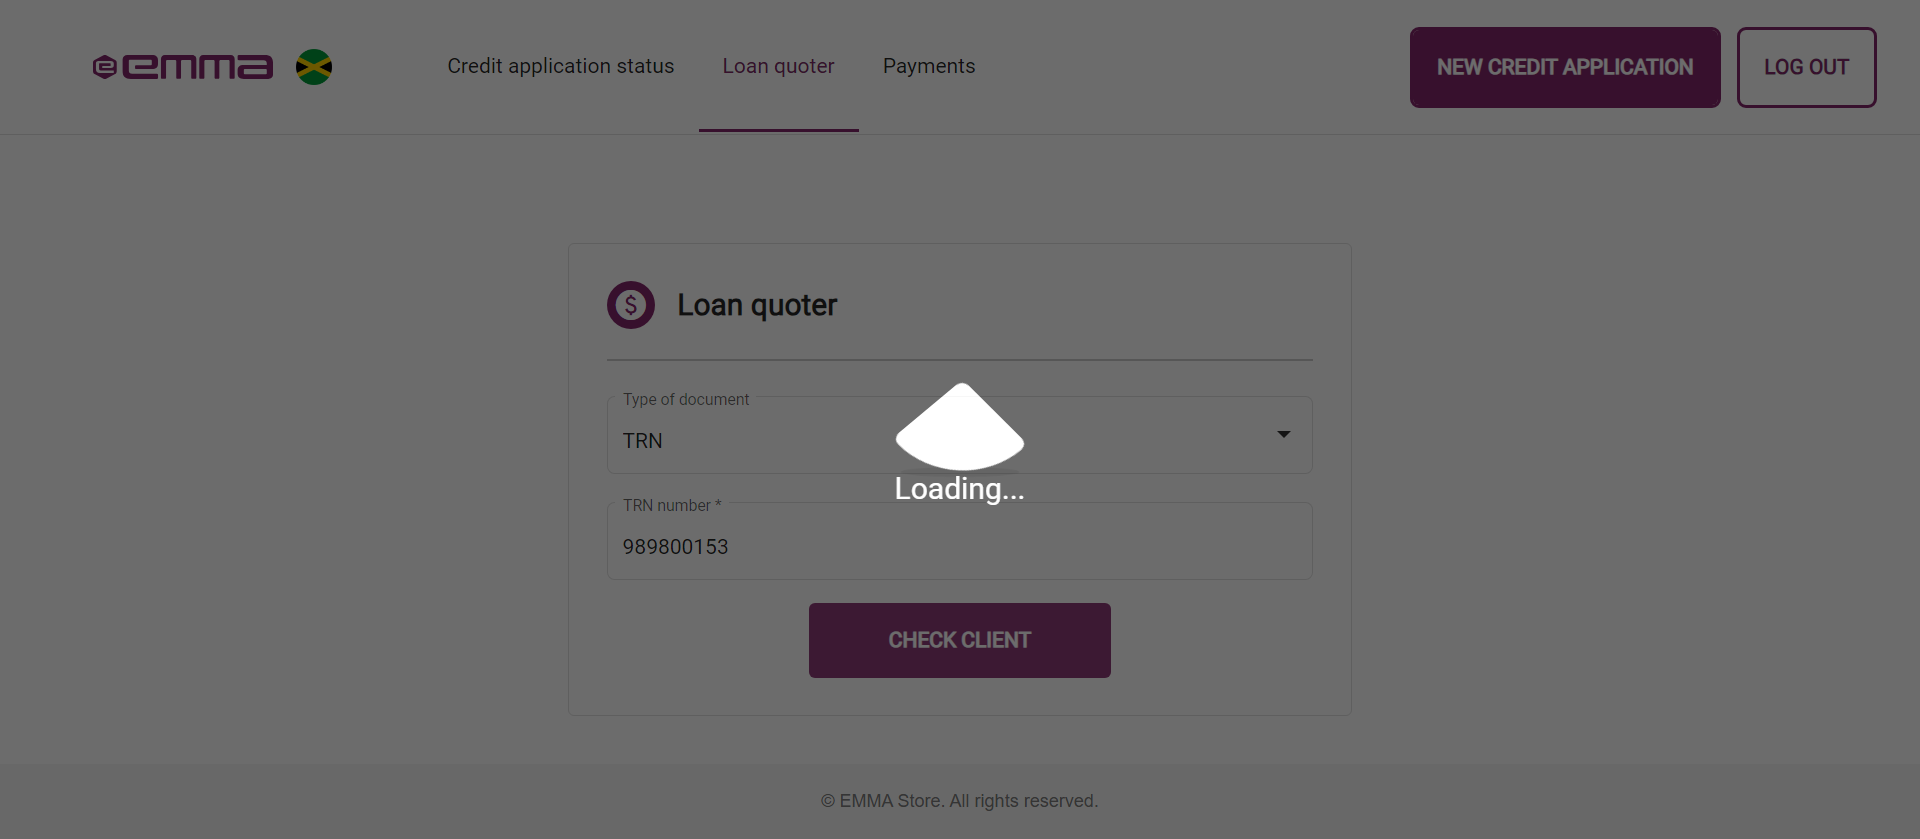 emma
Credit application status
Loan quoter
Payments
NEW CREDIT APPLICATION
LOG OUT
$ Loan quoter
Type of document
TRN
Loading...
TRN number *
989800153
CHECK CLIENT
© EMMA Store. All rights reserved.